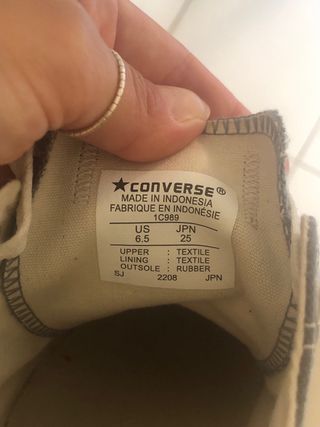 ★CONVERSE®
MADE IN INDONESIA
FABRIQUE EN INDONÉSIE
1C989
US JPN
6.5 25
UPPER : TEXTILE
LINING : TEXTILE
OUTSOLE : RUBBER
SJ 2208 JPN